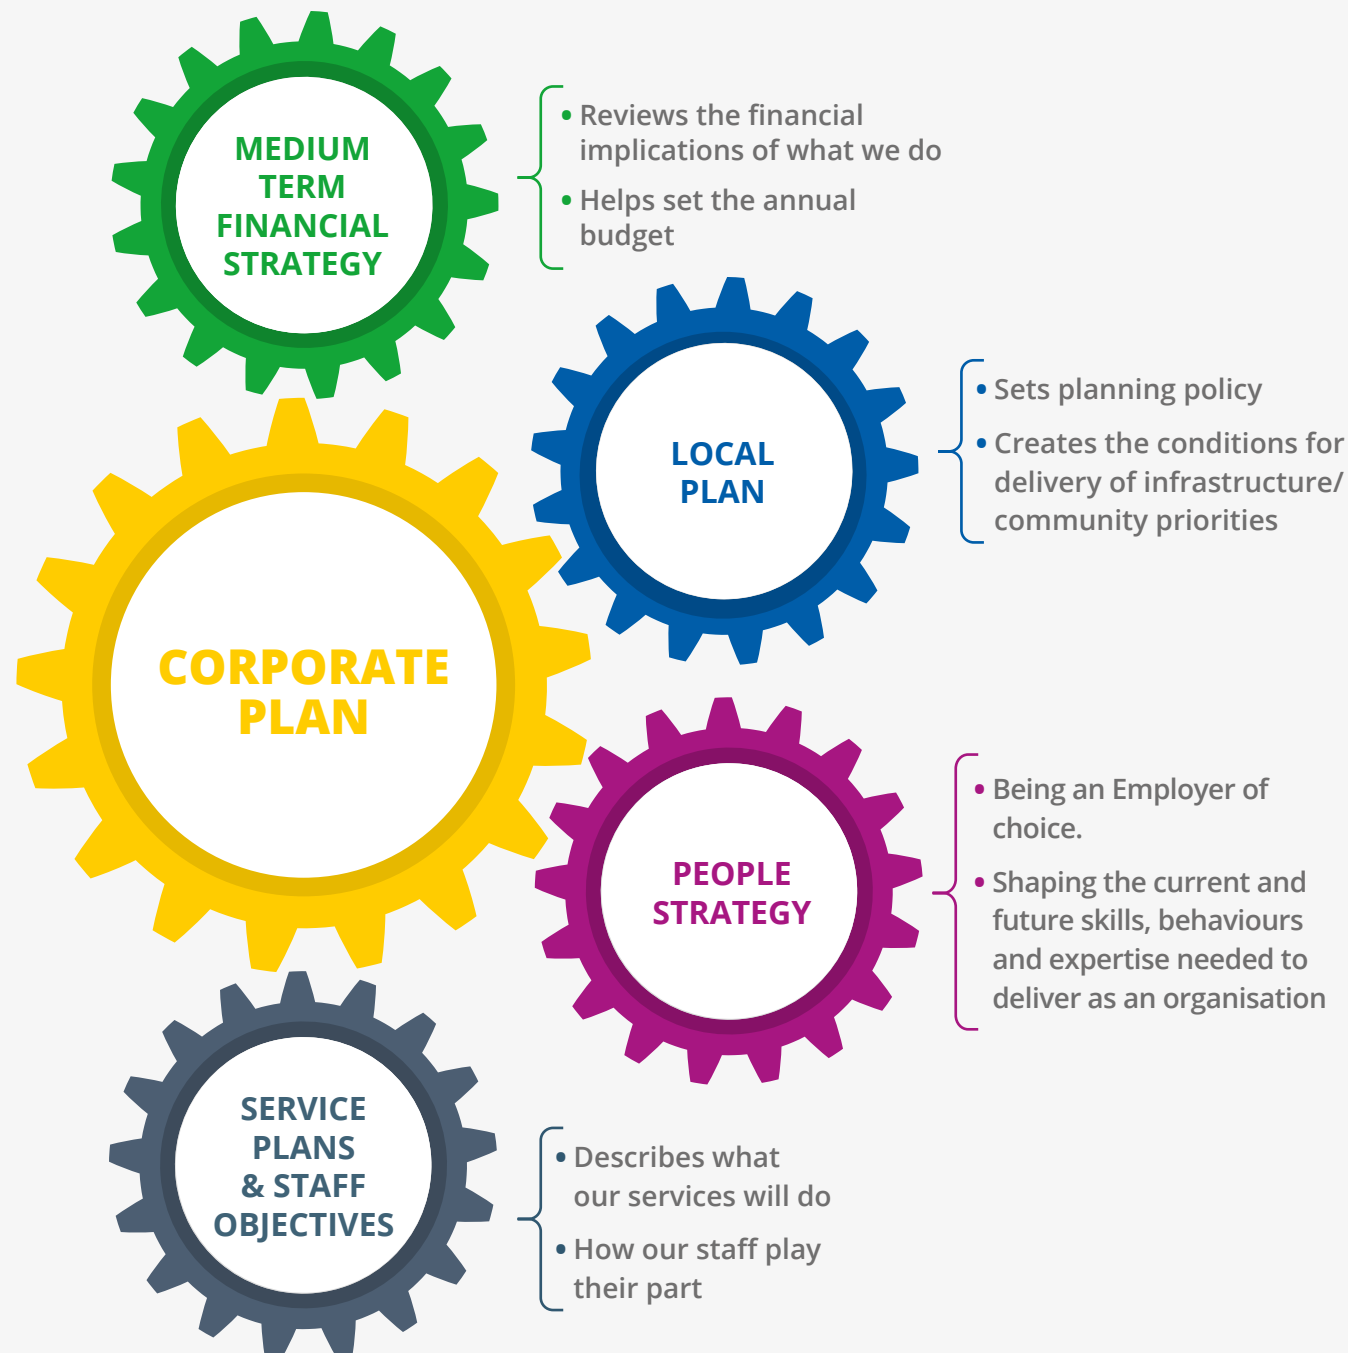 MEDIUM
TERM
FINANCIAL
STRATEGY
• Reviews the financial
implications of what we do
• Helps set the annual
budget
LOCAL
PLAN
• Sets planning policy
• Creates the conditions for
delivery of infrastructure/
community priorities
CORPORATE
PLAN
PEOPLE
STRATEGY
• Being an Employer of
choice.
• Shaping the current and
future skills, behaviours
and expertise needed to
deliver as an organisation
SERVICE
PLANS
& STAFF
OBJECTIVES
• Describes what
our services will do
• How our staff play
their part